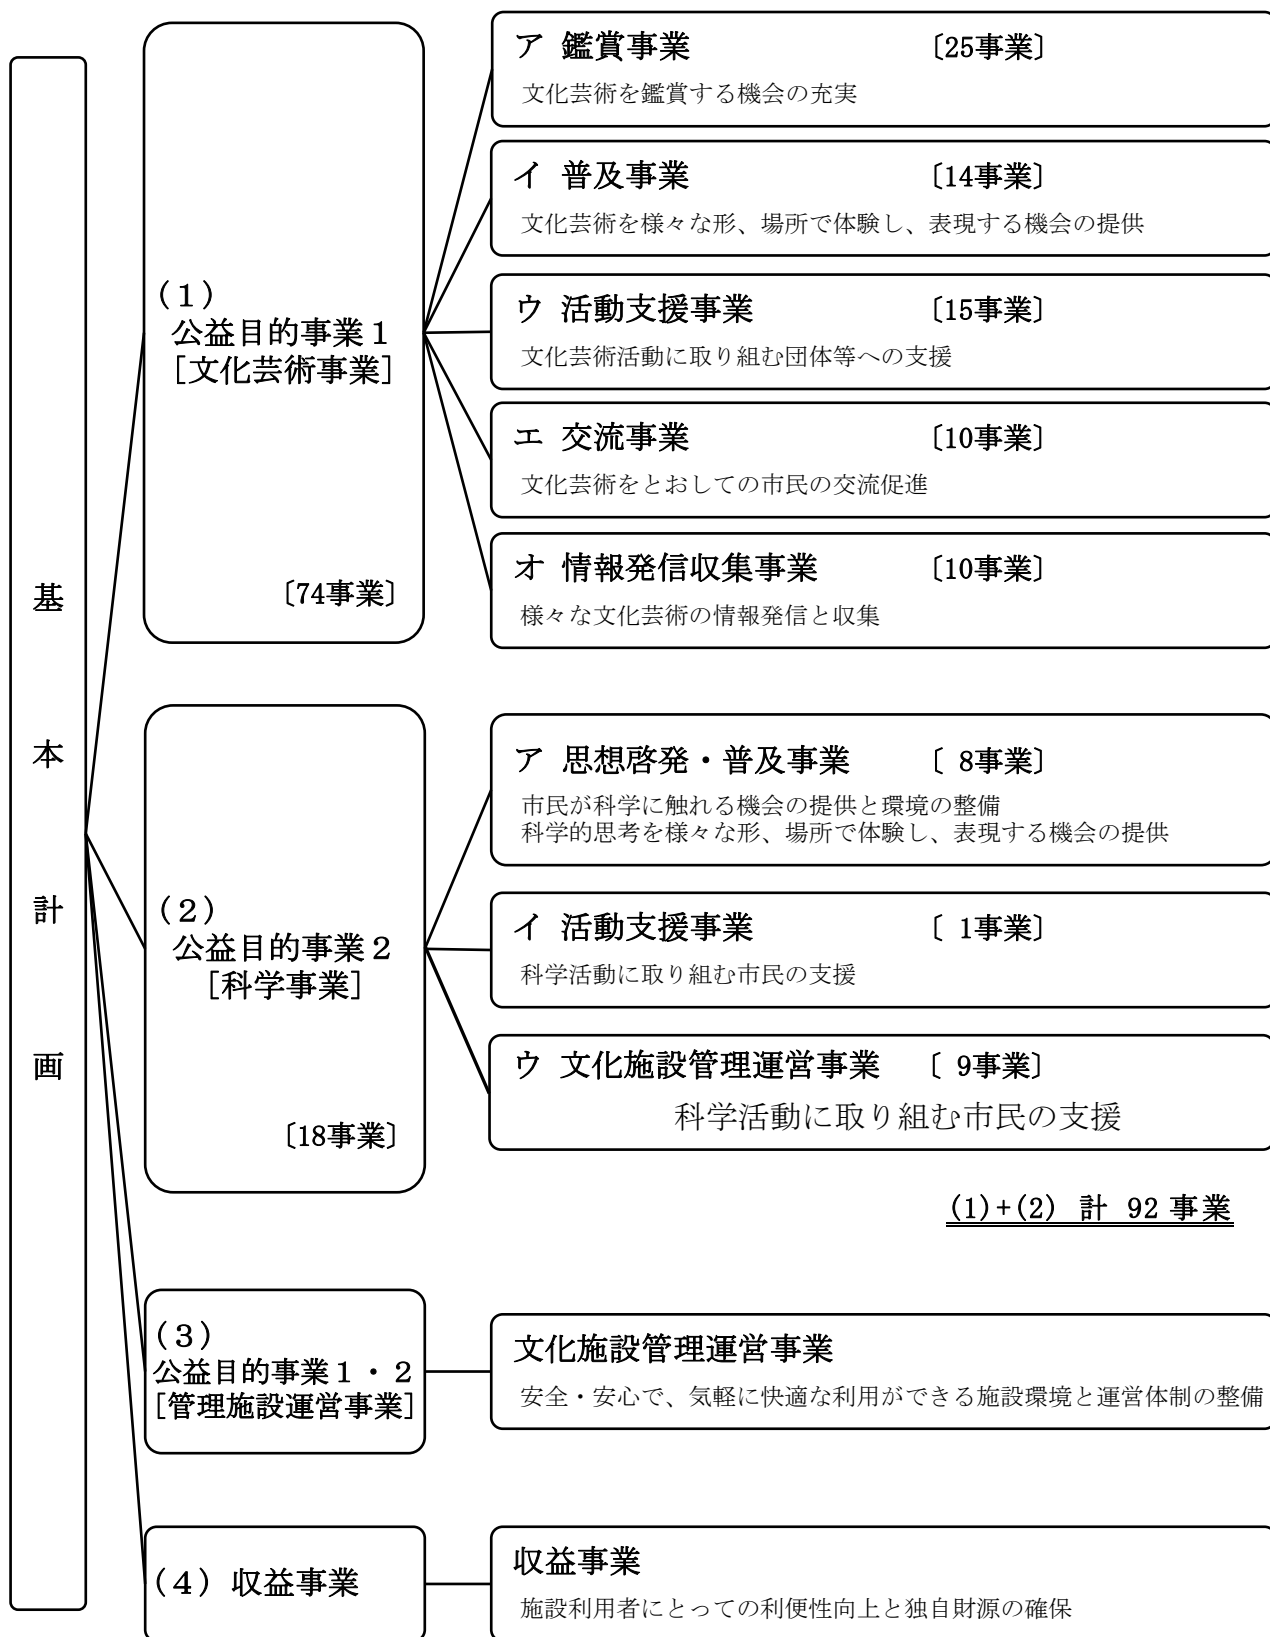 基本計画
（１）
公益目的事業１
［文化芸術事業］
〔74事業〕
ア 鑑賞事業 〔25事業〕
文化芸術を鑑賞する機会の充実
イ 普及事業 〔14事業〕
文化芸術を様々な形、場所で体験し、表現する機会の提供
ウ 活動支援事業 〔15事業〕
文化芸術活動に取り組む団体等への支援
エ 交流事業 〔10事業〕
文化芸術をとおしての市民の交流促進
オ 情報発信収集事業 〔10事業〕
様々な文化芸術の情報発信と収集
（２）
公益目的事業２
［科学事業］
〔18事業〕
ア 思想啓発・普及事業 〔 8事業〕
市民が科学に触れる機会の提供と環境の整備
科学的思考を様々な形、場所で体験し、表現する機会の提供
イ 活動支援事業 〔 1事業〕
科学活動に取り組む市民の支援
ウ 文化施設管理運営事業 〔 9事業〕
科学活動に取り組む市民の支援
(1)+(2) 計 92 事業
（３）
公益目的事業１・２
［管理施設運営事業］
文化施設管理運営事業
安全・安心で、気軽に快適な利用ができる施設環境と運営体制の整備
（４）収益事業
収益事業
施設利用者にとっての利便性向上と独自財源の確保